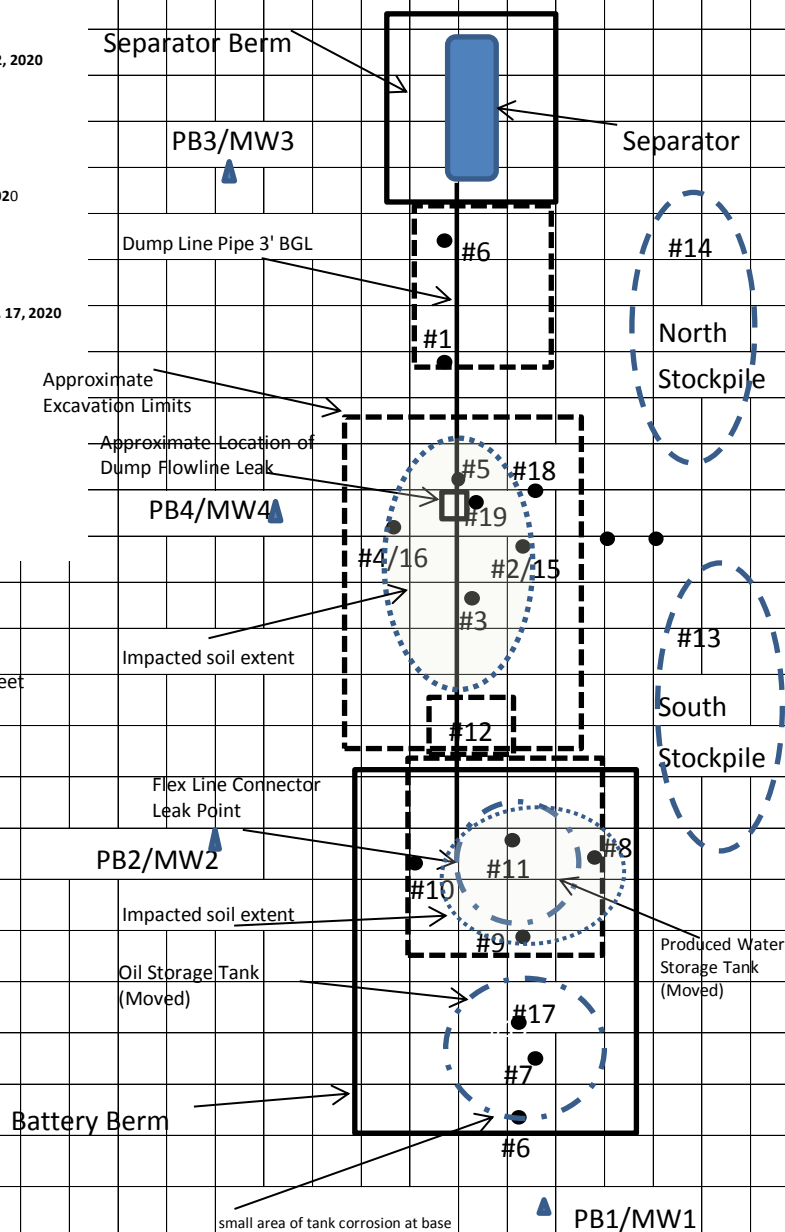 Separator Berm
2, 2020
PB3/MW3
Separator
020
Dump Line Pipe 3' BGL
#6
#14
17, 2020
#1
North
Stockpile
Approximate
Excavation Limits
Approximate Location of
Dump Flowline Leak
#5
#18
PB4/MW4
#19
#4/16
#2/15
#3
#13
Impacted soil extent
eet
South
Stockpile
#12
Flex Line Connector
Leak Point
PB2/MW2
#8
#11
#10
Impacted soil extent
#9
Produced Water
Storage Tank
(Moved)
Oil Storage Tank
(Moved)
#17
#7
Battery Berm
#6
small area of tank corrosion at base
PB1/MW1